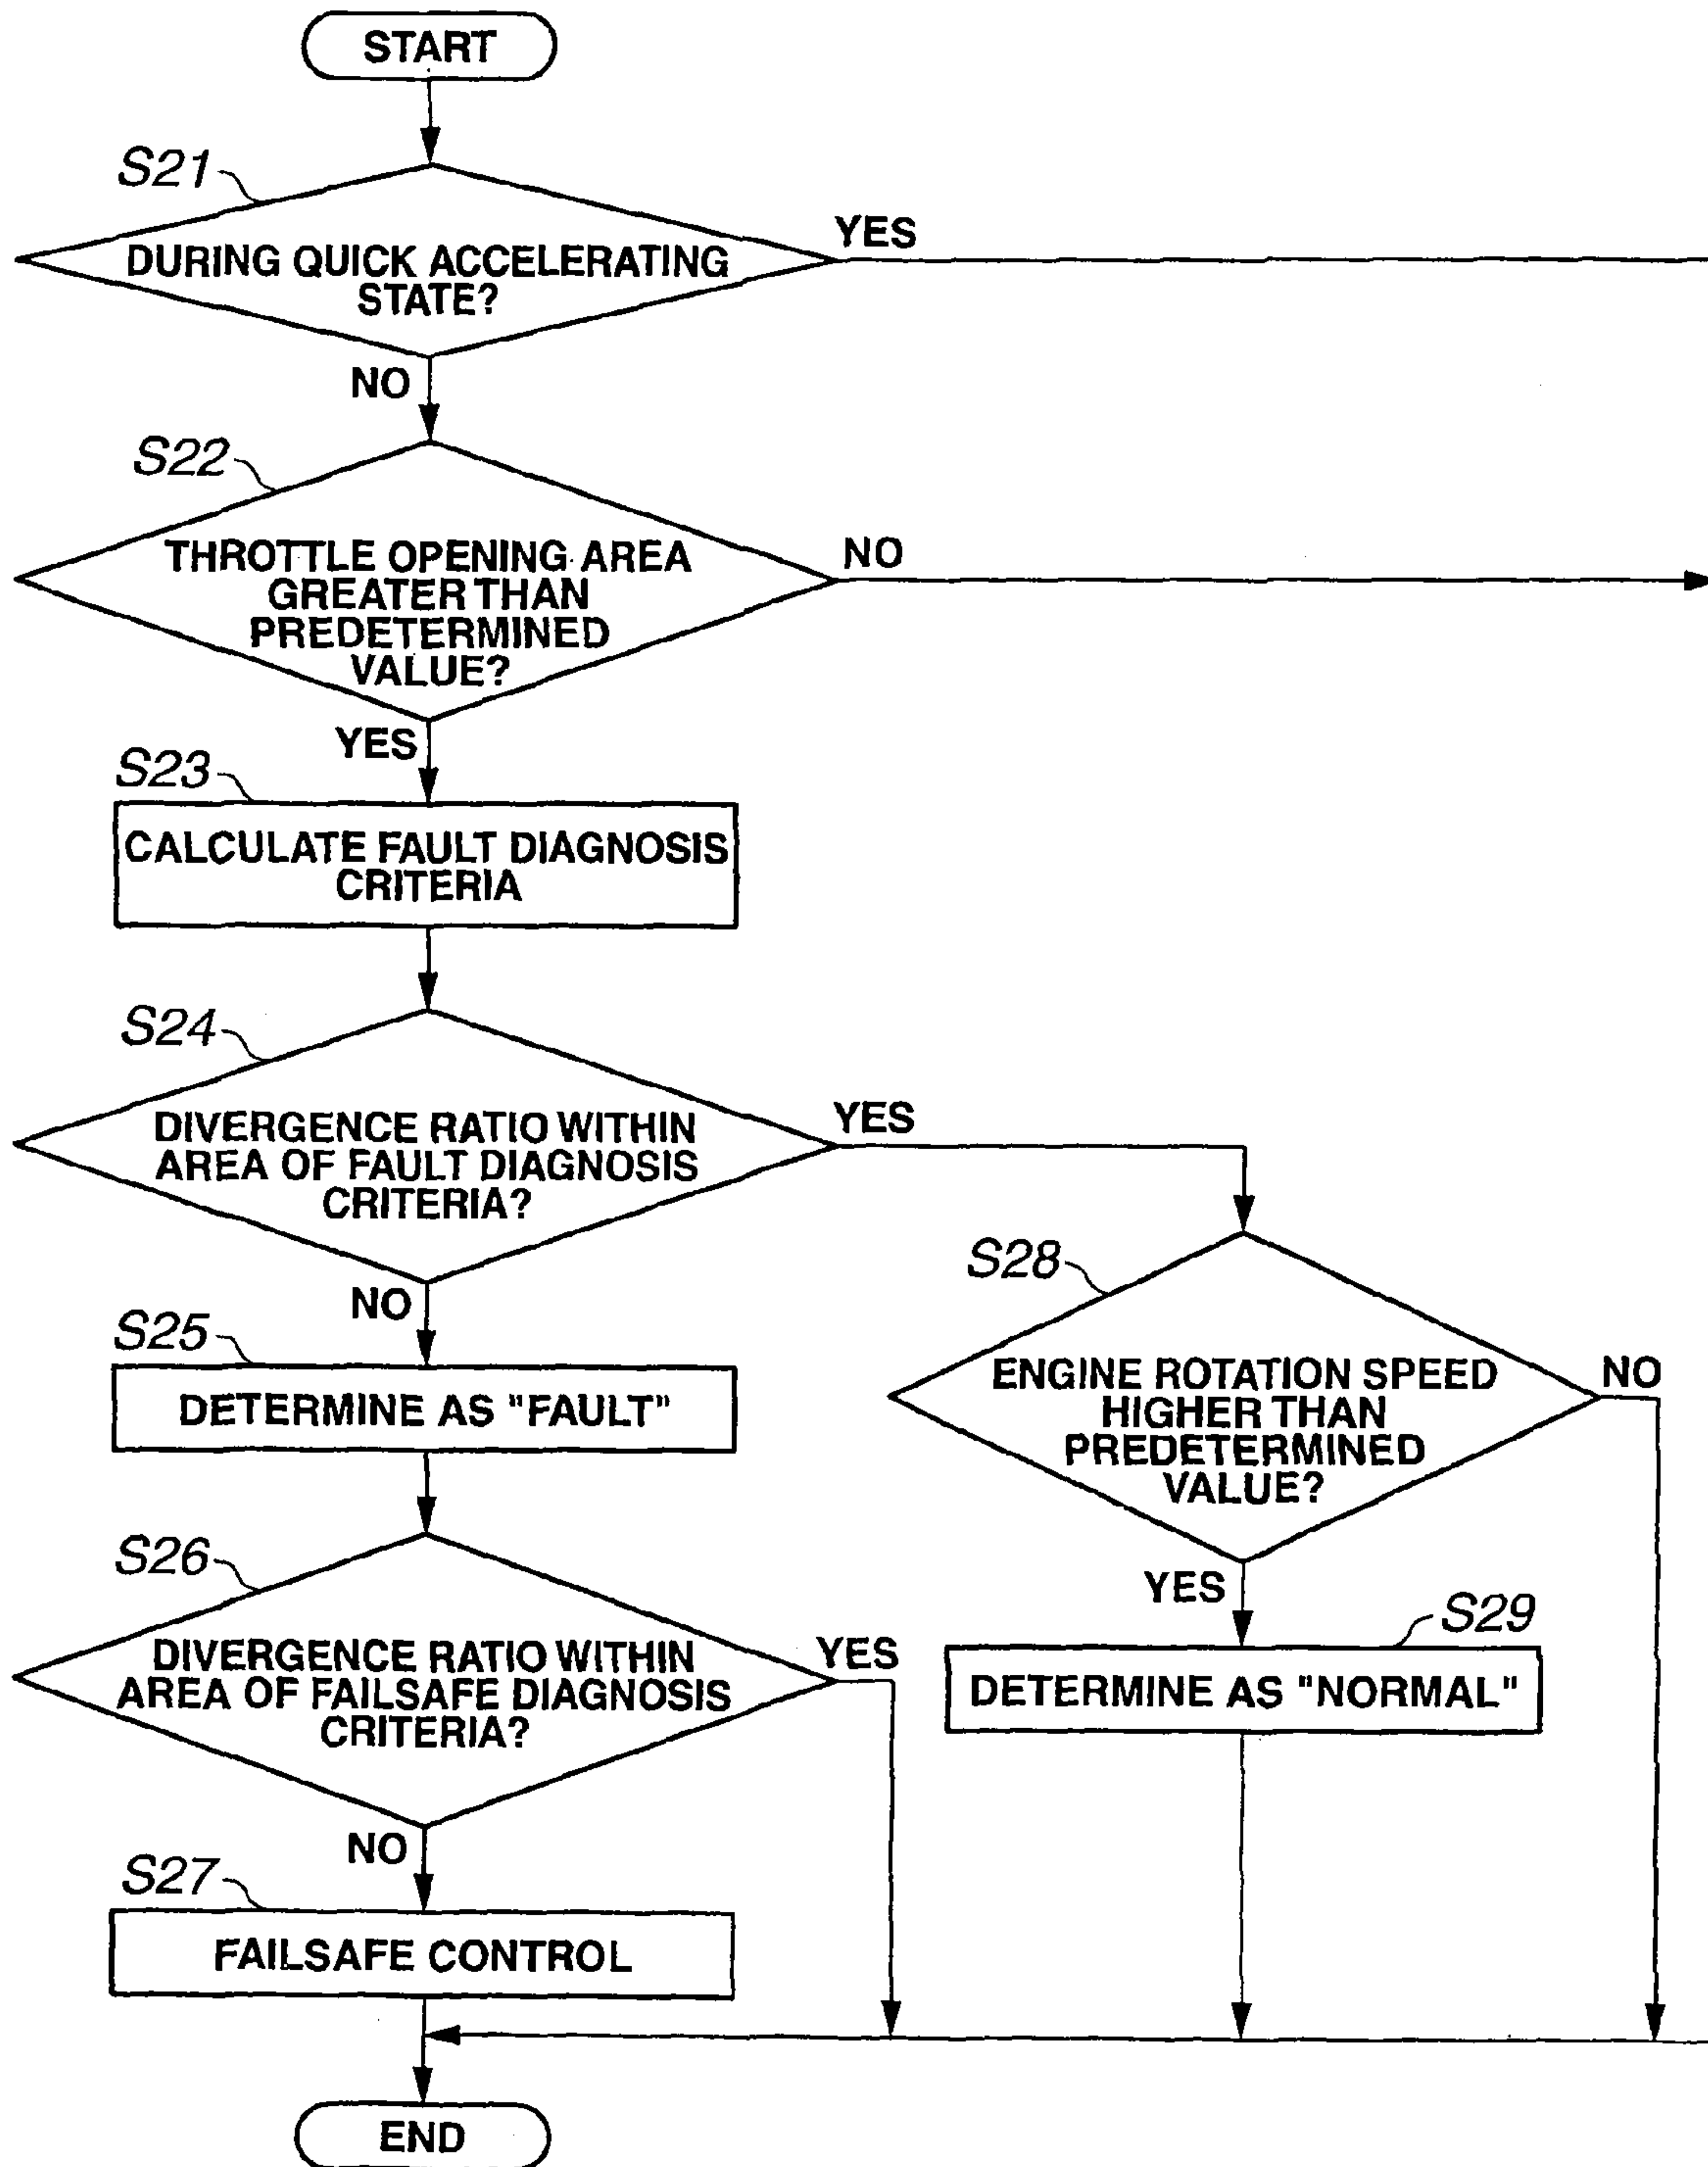 START
S21
DURING QUICK ACCELERATING
STATE?
YES
NO
S22
THROTTLE OPENING AREA
GREATER THAN
PREDETERMINED
VALUE?
NO
YES
S23
CALCULATE FAULT DIAGNOSIS
CRITERIA
S24
DIVERGENCE RATIO WITHIN
AREA OF FAULT DIAGNOSIS
CRITERIA?
YES
NO
S28
ENGINE ROTATION SPEED
HIGHER THAN
PREDETERMINED
VALUE?
NO
YES
S25
DETERMINE AS "FAULT"
S26
DIVERGENCE RATIO WITHIN
AREA OF FAILSAFE DIAGNOSIS
CRITERIA?
YES
NO
S29
DETERMINE AS "NORMAL"
S27
FAILSAFE CONTROL
END